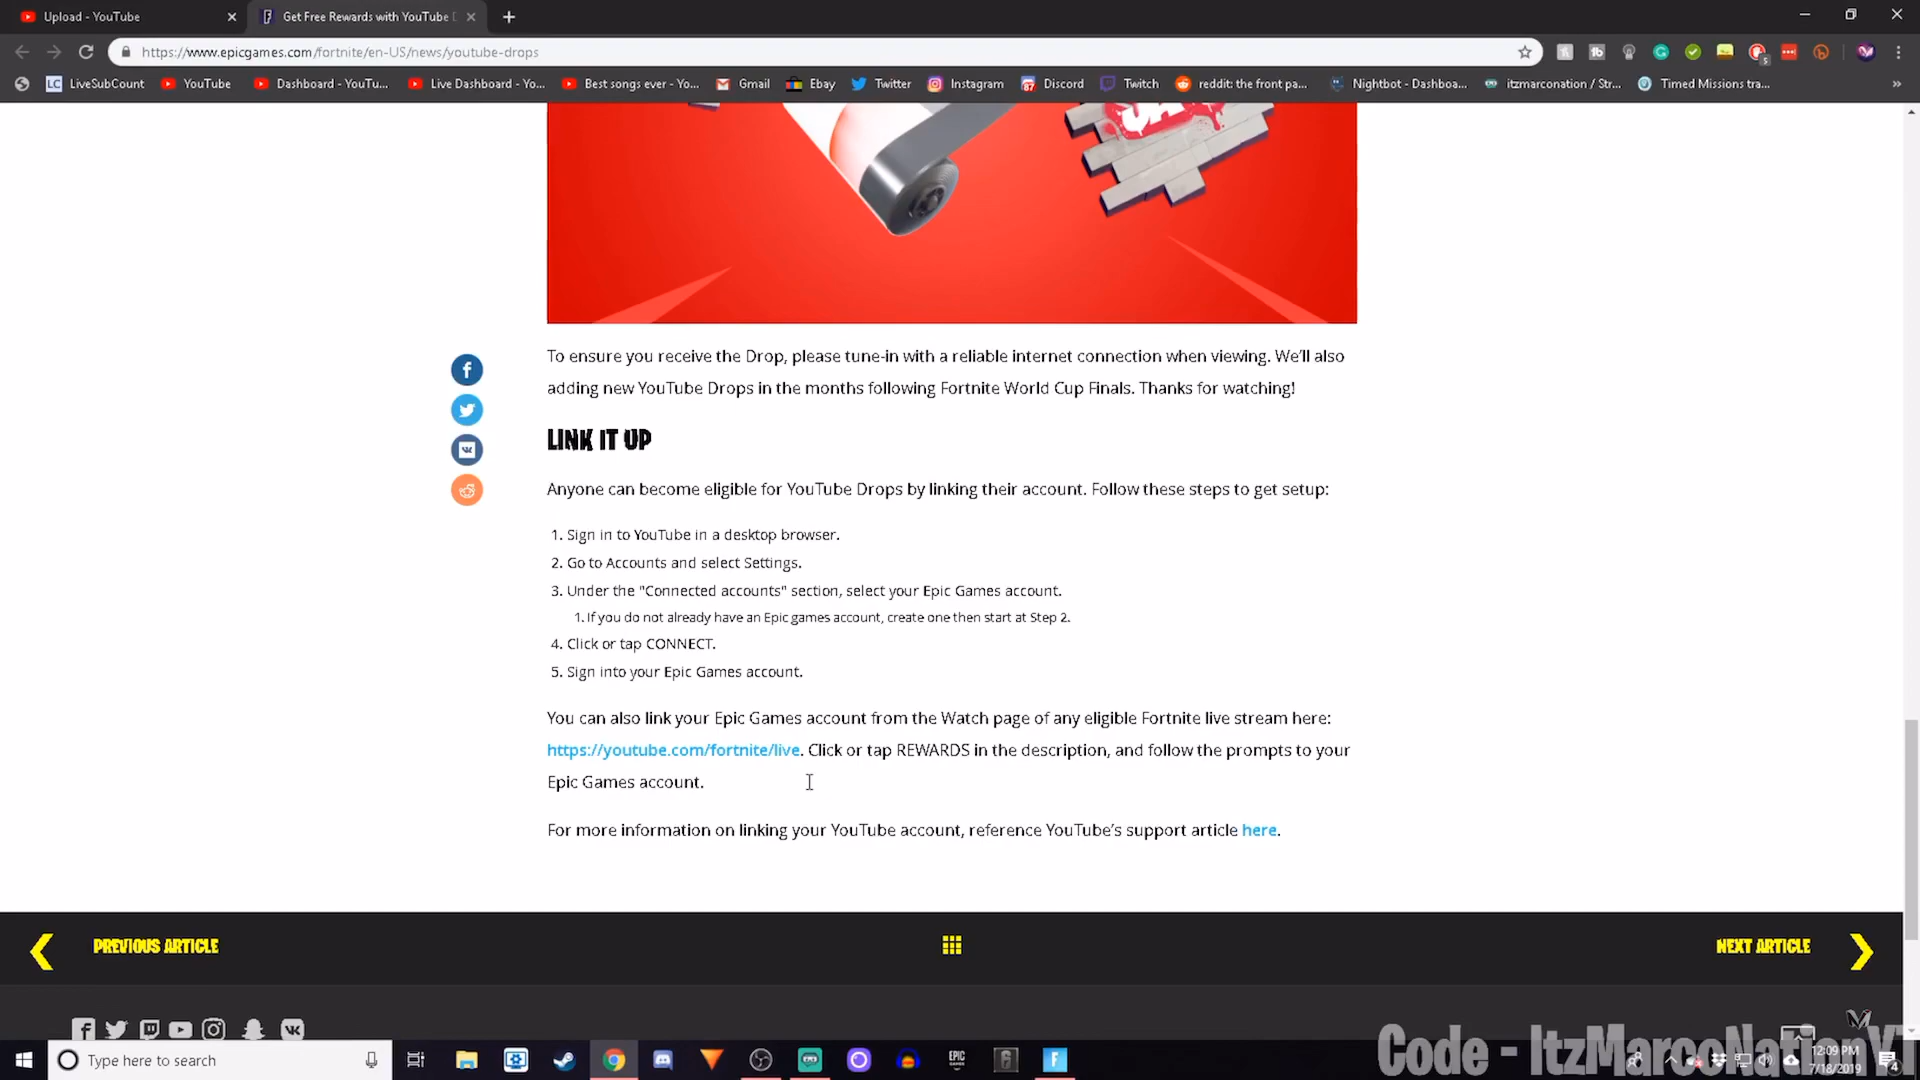 Upload - YouTube
Get Free Rewards with YouTube D
https://www.epicgames.com/fortnite/en-US/news/youtube-drops
LC LiveSubCount
YouTube
Dashboard - YouTu...
Live Dashboard - Yo...
Best songs ever - Yo...
Gmail
Ebay
Twitter
Instagram
Discord
Twitch
reddit: the front pa...
Nightbot - Dashboa...
itzmarconation / Str...
Timed Missions tra...
To ensure you receive the Drop, please tune-in with a reliable internet connection when viewing. We'll also
adding new YouTube Drops in the months following Fortnite World Cup Finals. Thanks for watching!
LINK IT UP
Anyone can become eligible for YouTube Drops by linking their account. Follow these steps to get setup:
1. Sign in to YouTube in a desktop browser.
2. Go to Accounts and select Settings.
3. Under the "Connected accounts" section, select your Epic Games account.
1. If you do not already have an Epic games account, create one then start at Step 2.
4. Click or tap CONNECT.
5. Sign into your Epic Games account.
You can also link your Epic Games account from the Watch page of any eligible Fortnite live stream here:
https://youtube.com/fortnite/live. Click or tap REWARDS in the description, and follow the prompts to your
Epic Games account.
For more information on linking your YouTube account, reference YouTube's support article here.
PREVIOUS ARTICLE
NEXT ARTICLE
Type here to search
EPIC GAMES
Code - ItzMarcoNationYT
12:09 PM
7/18/2019